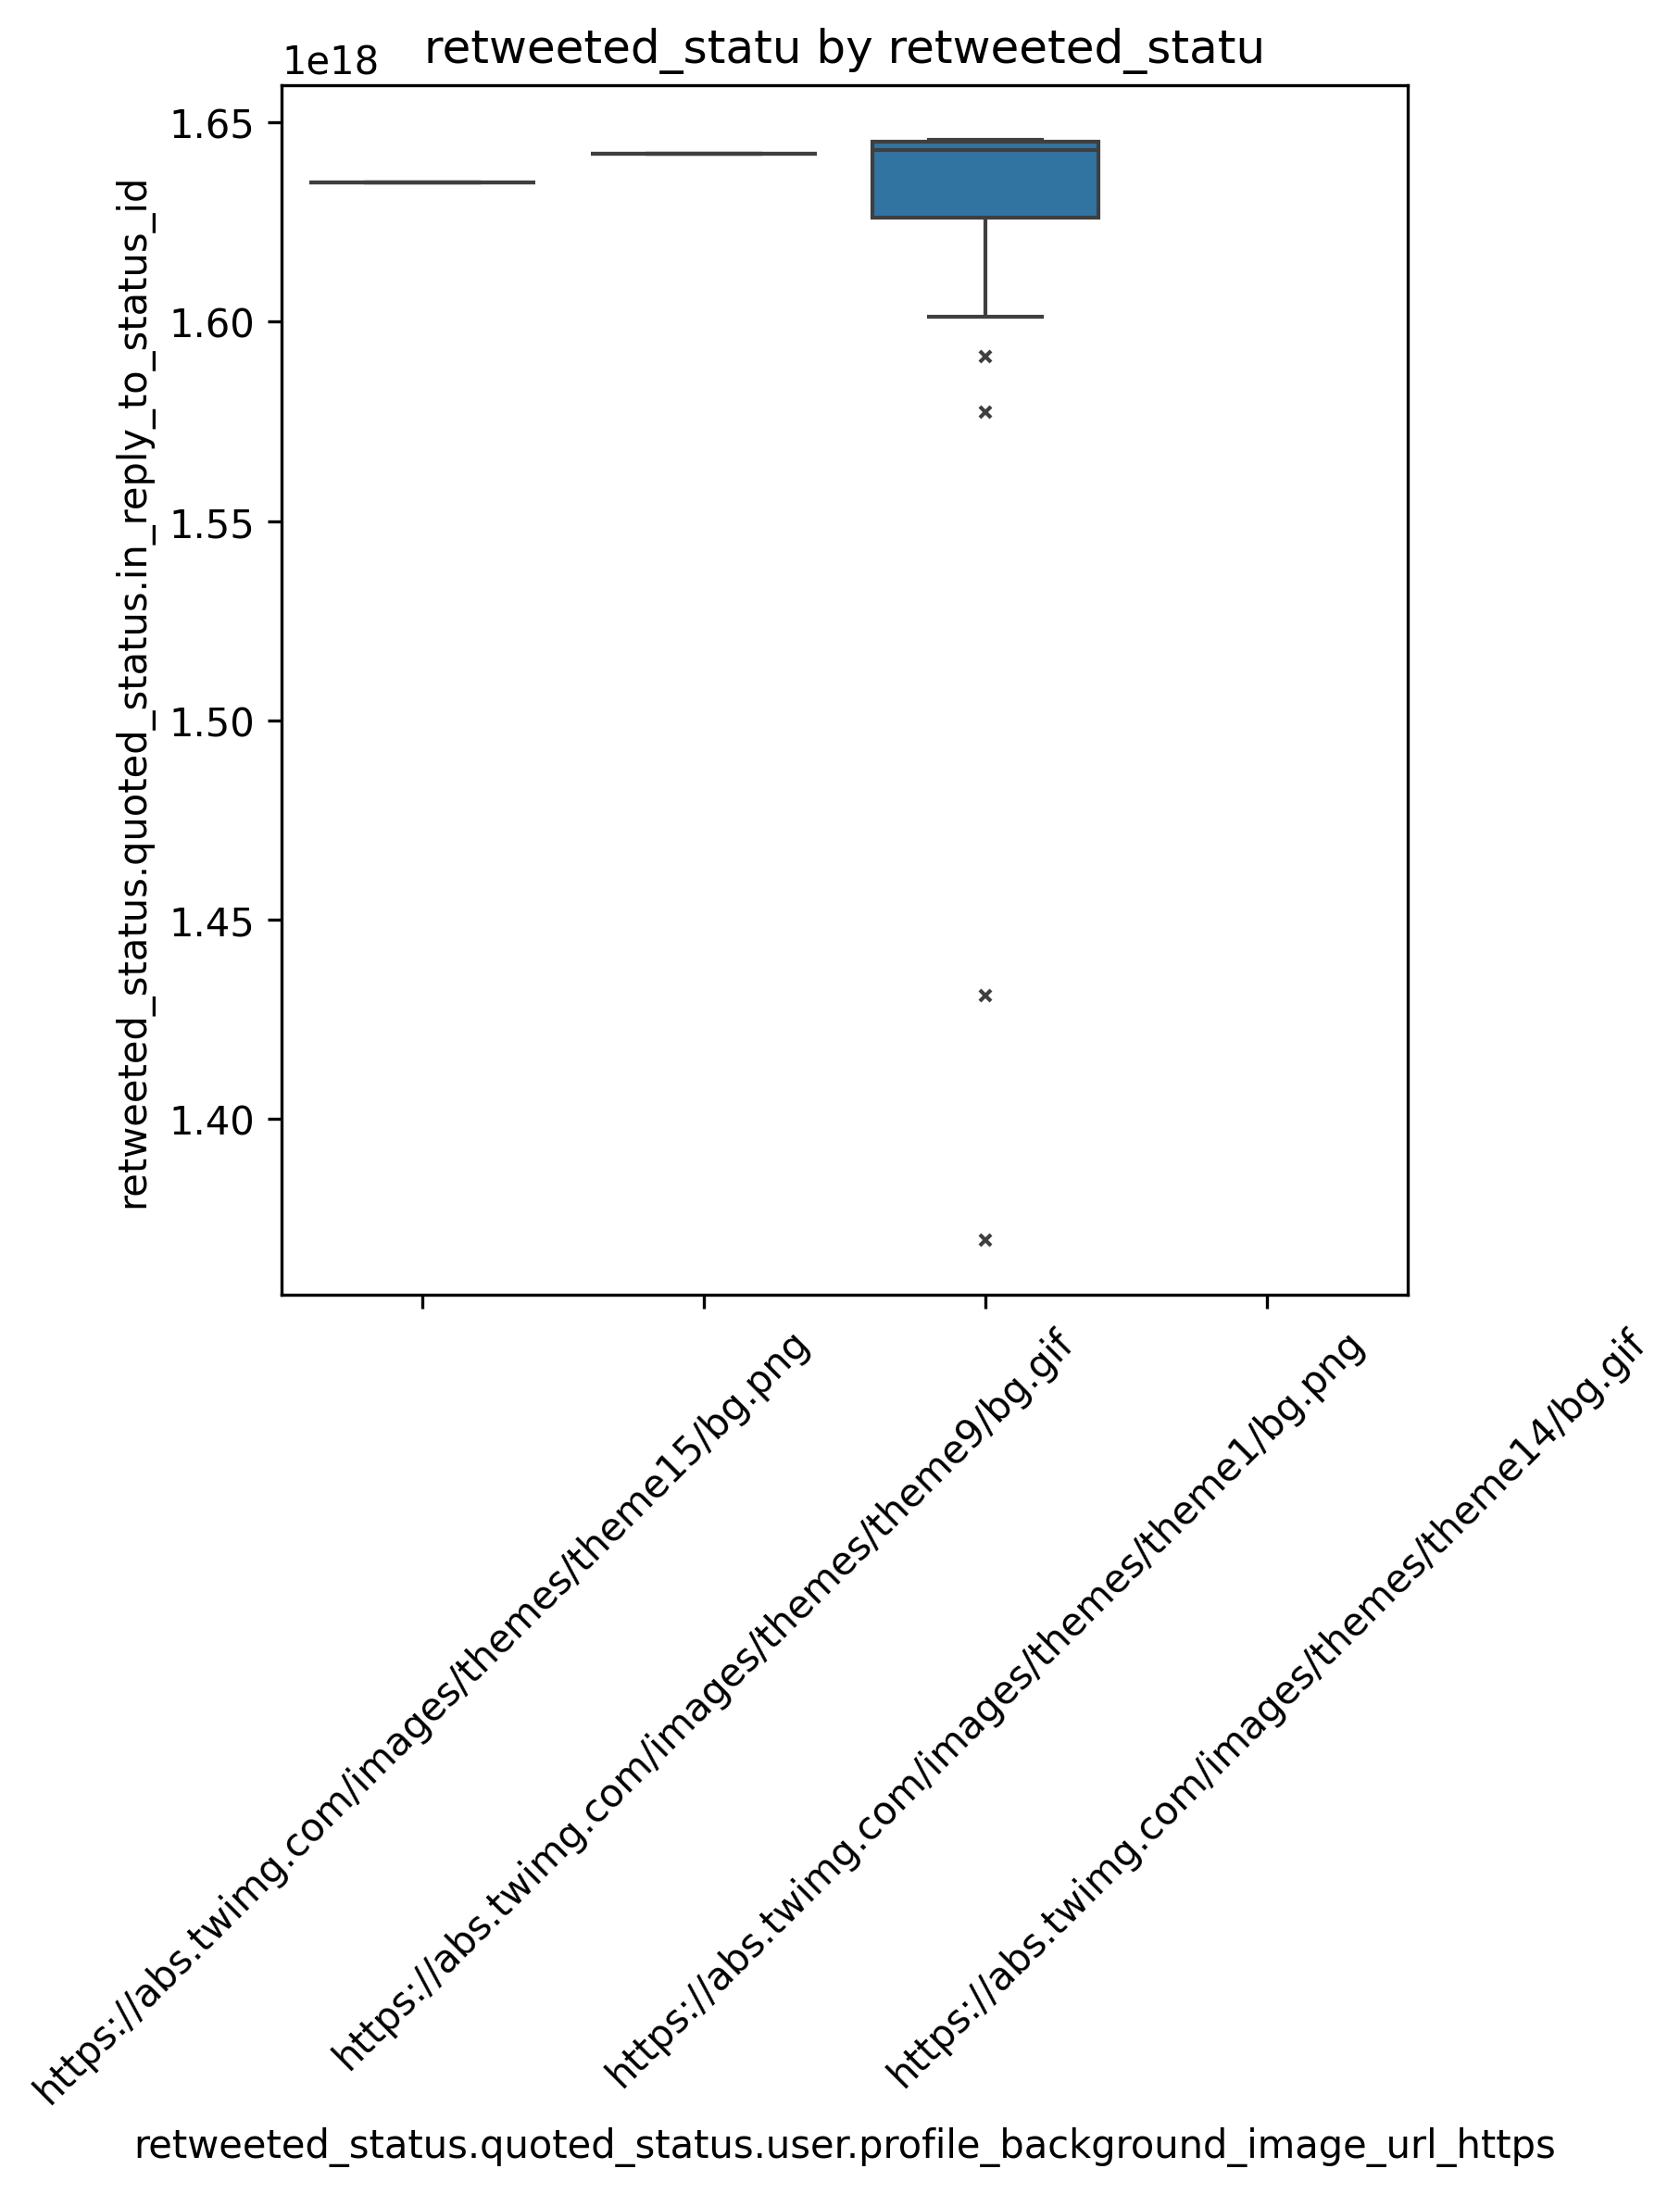 retweeted_statu by retweeted_statu
1e18
1.65
1.60
1.55
1.50
1.45
1.40
retweeted_status.quoted_status.in_reply_to_status_id
https://abs.twimg.com/images/themes/theme15/bg.png
https://abs.twimg.com/images/themes/theme9/bg.gif
https://abs.twimg.com/images/themes/theme1/bg.png
https://abs.twimg.com/images/themes/theme14/bg.gif
retweeted_status.quoted_status.user.profile_background_image_url_https